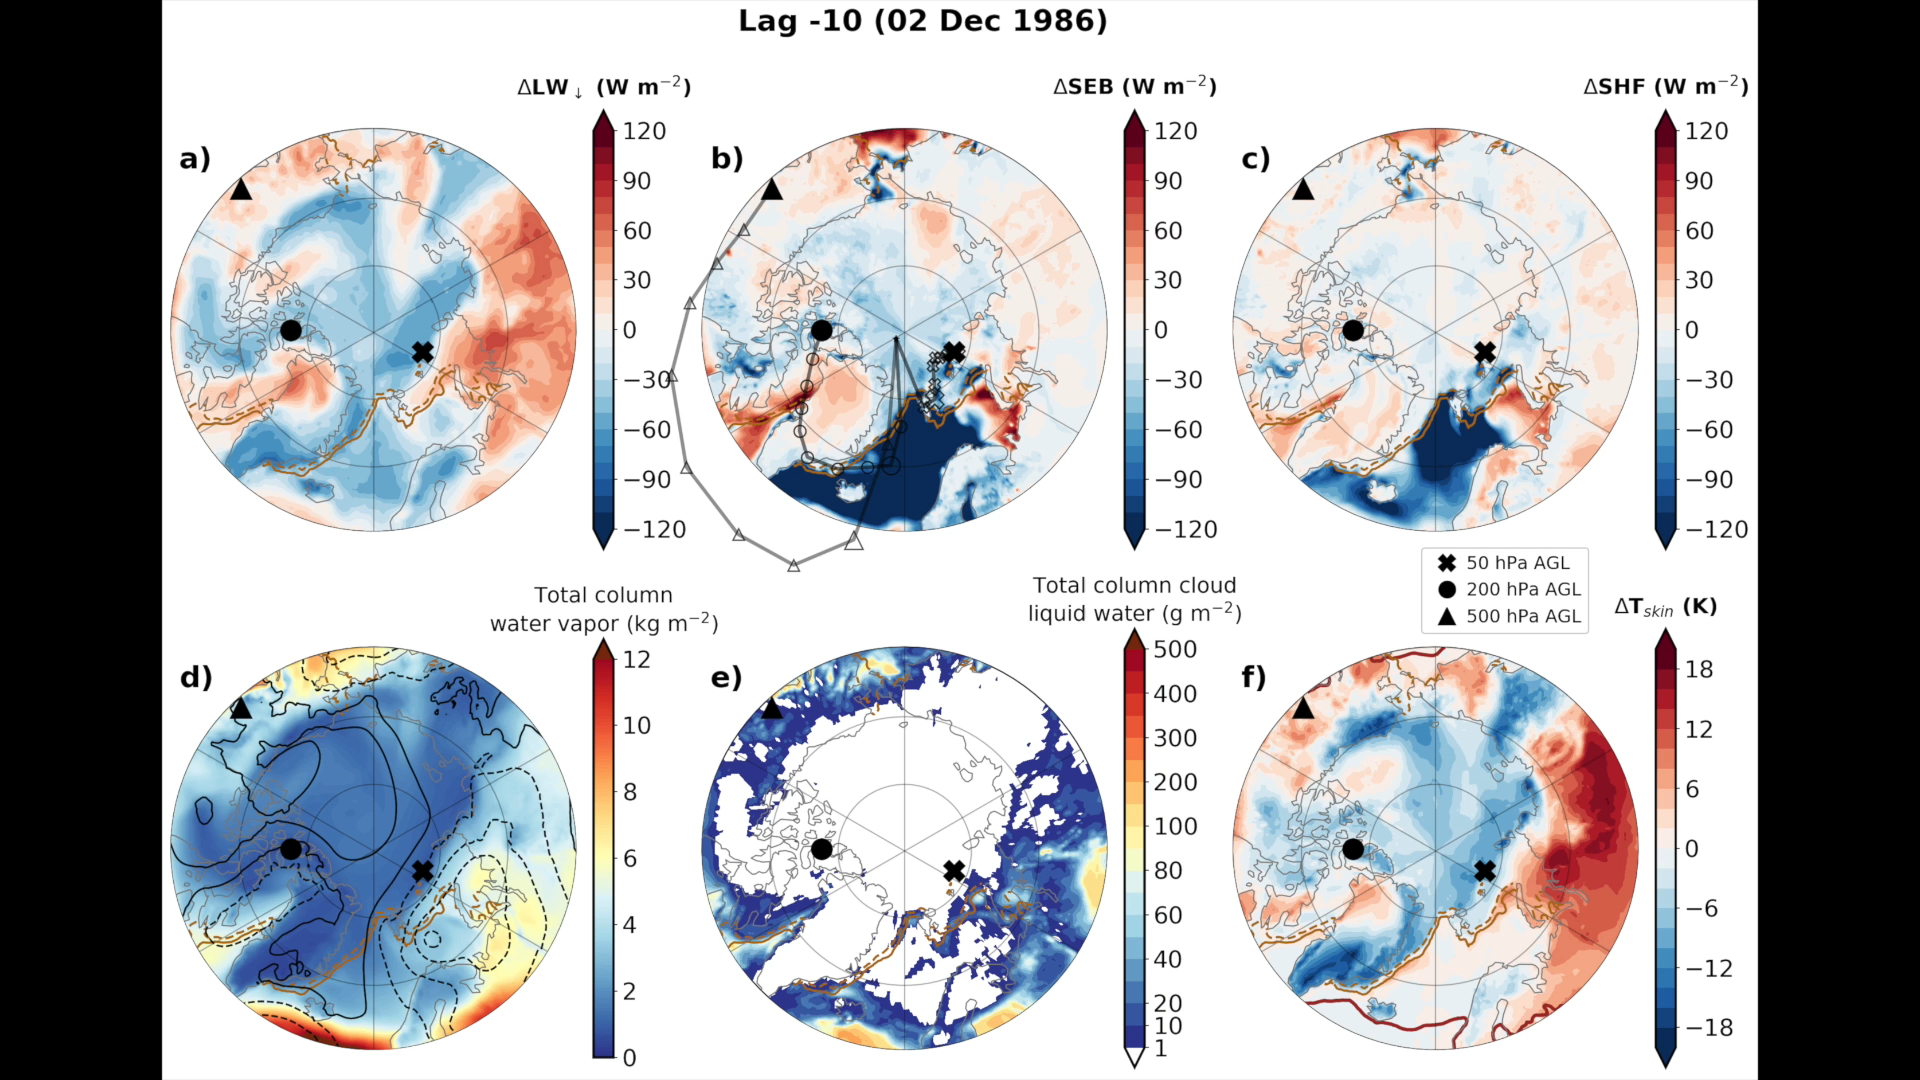 Lag -10 (02 Dec 1986)
ΔLW↓ (W m−2)
a)
120
90
60
30
0
−30
−60
−90
−120
ΔSEB (W m−2)
b)
120
90
60
30
0
−30
−60
−90
−120
ΔSHF (W m−2)
c)
120
90
60
30
0
−30
−60
−90
−120
50 hPa AGL
200 hPa AGL
500 hPa AGL
Total column
water vapor (kg m−2)
d)
12
10
8
6
4
2
0
Total column cloud
liquid water (g m−2)
e)
500
400
300
200
100
80
60
40
20
10
1
ΔTskin (K)
f)
18
12
6
0
−6
−12
−18